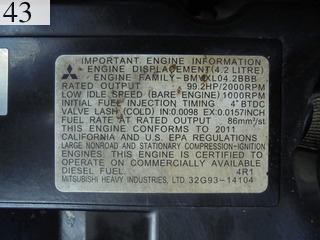 43
IMPORTANT ENGINE INFORMATION
ENGINE DISPLACEMENT(4.2 LITRE)
ENGINE FAMILY-BMVXL04.2BBB
RATED OUTPUT 99.2HP/2000RPM
LOW IDLE SPEED (BARE ENGINE) 1000RPM
INITIAL FUEL INJECTION TIMING 4°BTDC
VALVE LASH (COLD) IN:0.0098 EX:0.0157INCH
FUEL RATE AT RATED OUTPUT 86mm³/st
THIS ENGINE CONFORMS TO 2011
CALIFORNIA AND U.S. EPA REGULATIONS
LARGE NONROAD AND STATIONARY COMPRESSION-IGNITION
ENGINES AND IS CERTIFIED TO OPERATE ON COMMERCIALLY AVAILABLE
DIESEL FUEL. 4R1
MITSUBISHI HEAVY INDUSTRIES, LTD. 32G93-14104